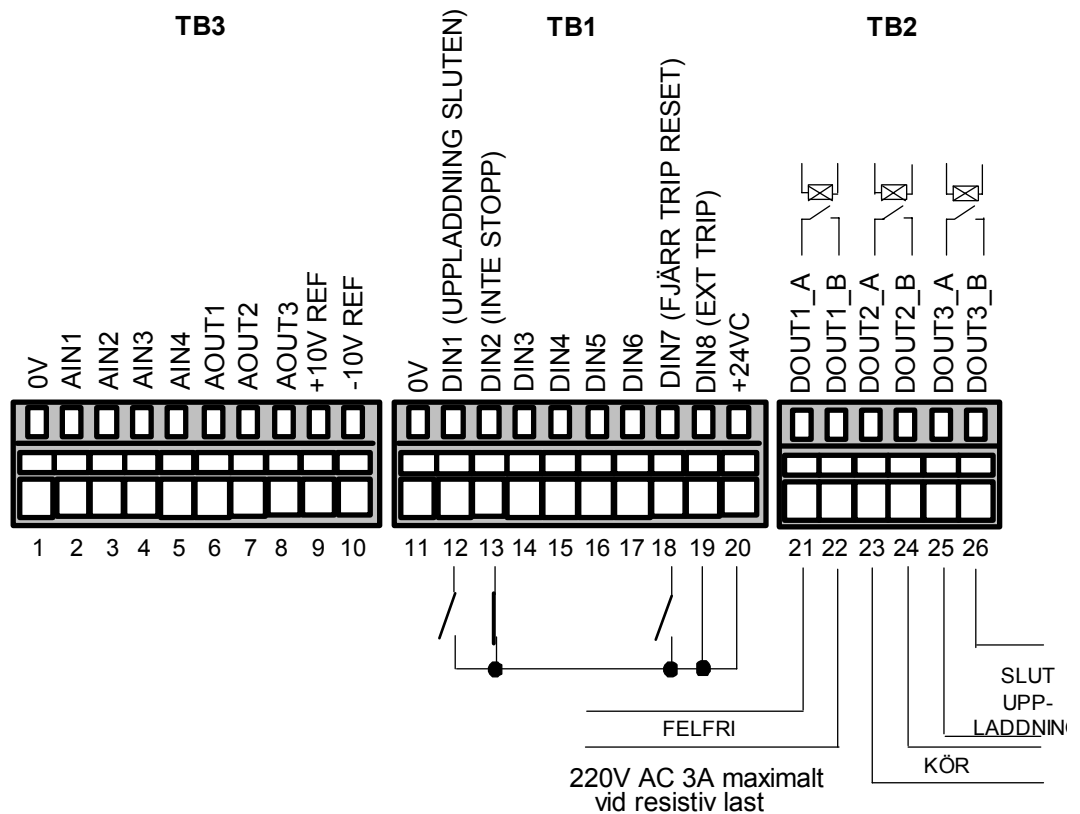 TB3
TB1
TB2
0V
AIN1
AIN2
AIN3
AIN4
AOUT1
AOUT2
AOUT3
+10V REF
-10V REF
0V
DIN1 (UPPLADDNING SLUTEN)
DIN2 (INTE STOPP)
DIN3
DIN4
DIN5
DIN6
DIN7 (FJÄRR TRIP RESET)
DIN8 (EXT TRIP)
+24VC
DOUT1_A
DOUT1_B
DOUT2_A
DOUT2_B
DOUT3_A
DOUT3_B
1 2 3 4 5 6 7 8 9 10
11 12 13 14 15 16 17 18 19 20
21 22 23 24 25 26
SLUT
UPP-
LADDNING
FELFRI
KÖR
220V AC 3A maximalt
vid resistiv last